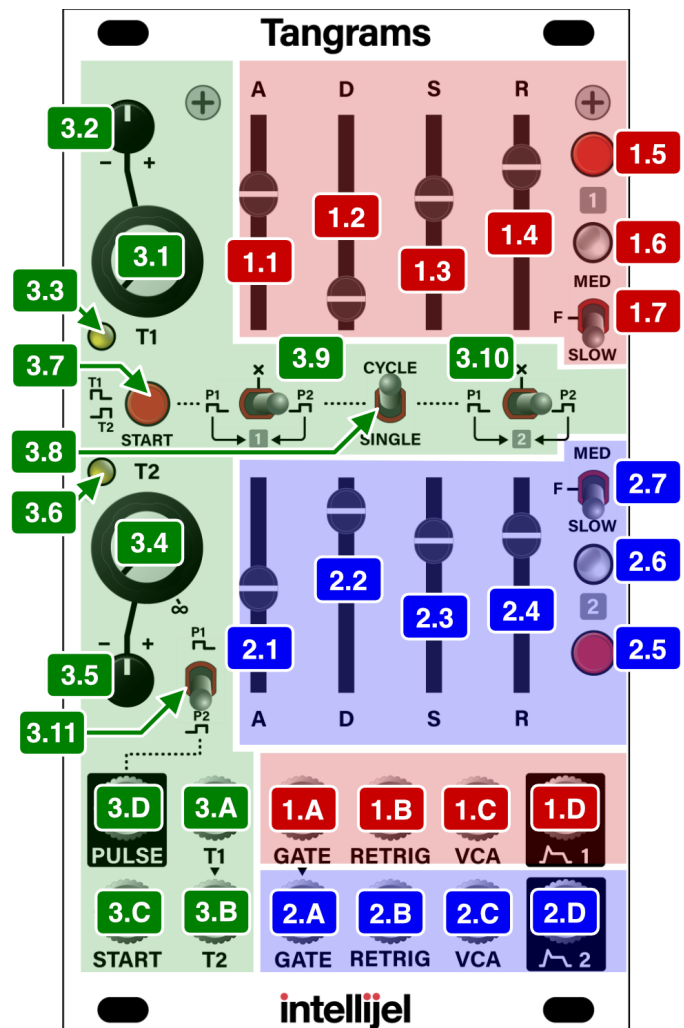 Tangrams
A D S R
3.2
− +
1.5
1
1.2
1.4
1.6
3.1
1.1
1.3
MED
3.3
F
1.7
T1
SLOW
3.9
3.10
3.7
× CYCLE ×
T1
P1 P2 P1 P2
T2
START 1 SINGLE 2
3.8
MED
T2
F
2.7
3.6
SLOW
3.4
2.6
2.2
2.3 2.4
∞
2
P1
2.1
2.5
− +
3.5
P2
3.11
A D S R
3.D 3.A 1.A 1.B 1.C 1.D
PULSE T1 GATE RETRIG VCA 1
3.C 3.B 2.A 2.B 2.C 2.D
START T2 GATE RETRIG VCA 2
intellijel